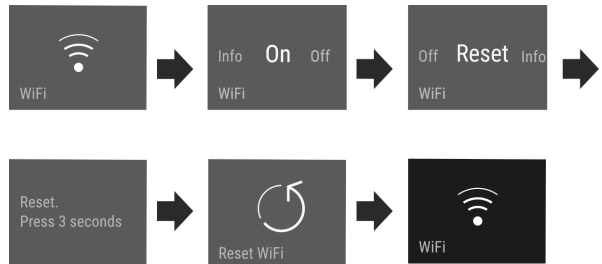 WiFi
Info On Off
WiFi
Off Reset Info
WiFi
Reset.
Press 3 seconds
Reset WiFi
WiFi